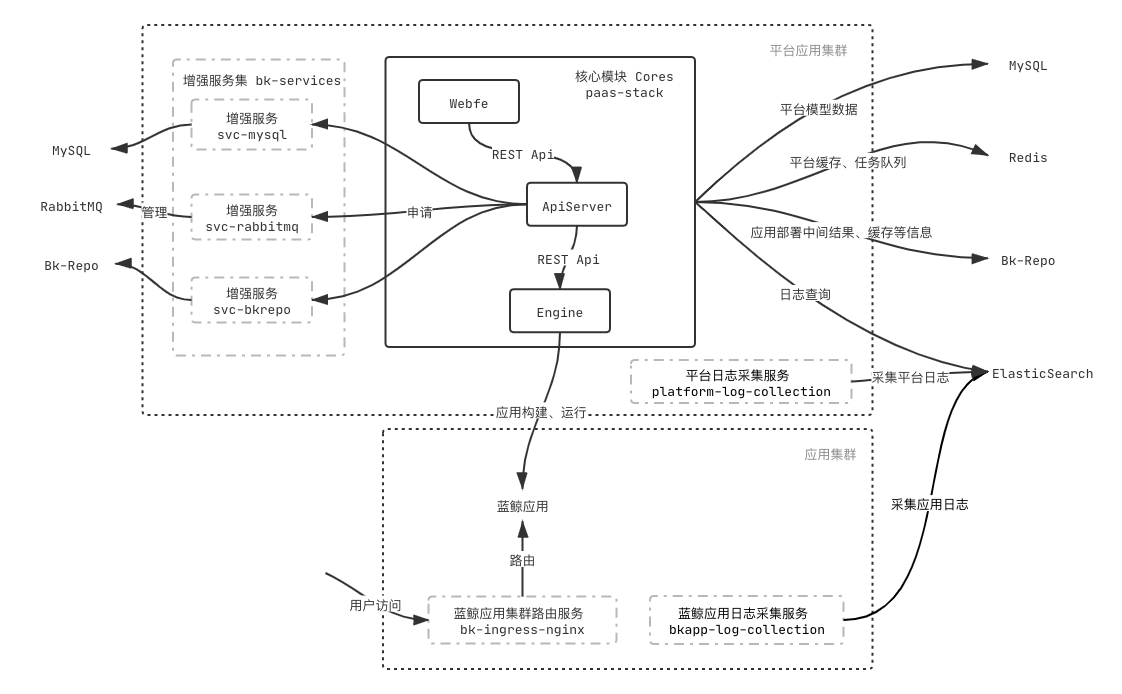 平台应用集群
增强服务集 bk-services
核心模块 Cores
paas-stack
Webfe
REST Api
ApiServer
REST Api
Engine
增强服务
svc-mysql
增强服务
svc-rabbitmq
增强服务
svc-bkrepo
MySQL
RabbitMQ
Bk-Repo
管理
申请
平台模型数据
平台缓存、任务队列
应用部署中间结果、缓存等信息
日志查询
MySQL
Redis
Bk-Repo
ElasticSearch
平台日志采集服务
platform-log-collection
采集平台日志
应用构建、运行
应用集群
蓝鲸应用
路由
采集应用日志
用户访问
蓝鲸应用集群路由服务
bk-ingress-nginx
蓝鲸应用日志采集服务
bkapp-log-collection